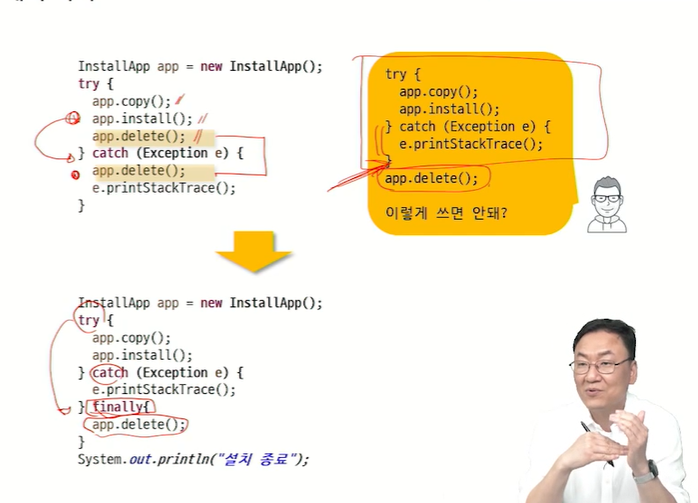 InstallApp app = new InstallApp();
try {
app.copy();
app.install();
app.delete();
} catch (Exception e) {
app.delete();
e.printStackTrace();
}
try {
app.copy();
app.install();
} catch (Exception e) {
e.printStackTrace();
}
app.delete();
이렇게 쓰면 안돼?
InstallApp app = new InstallApp();
try {
app.copy();
app.install();
} catch (Exception e) {
e.printStackTrace();
} finally{
app.delete();
}
System.out.println("설치 종료");